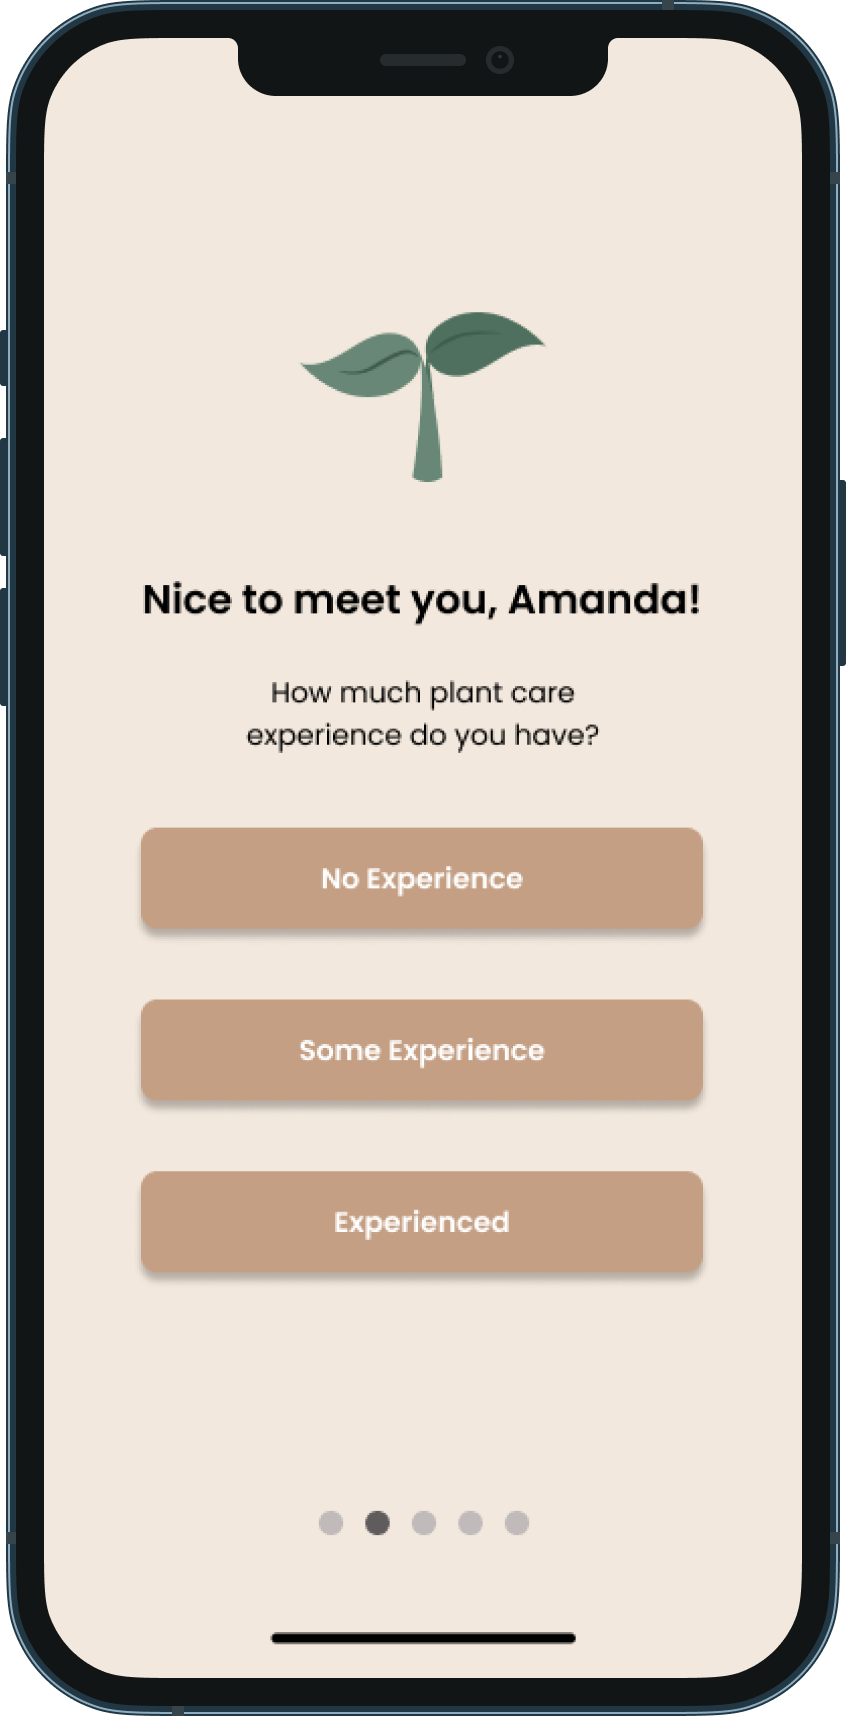 Nice to meet you, Amanda!
How much plant care
experience do you have?
No Experience
Some Experience
Experienced